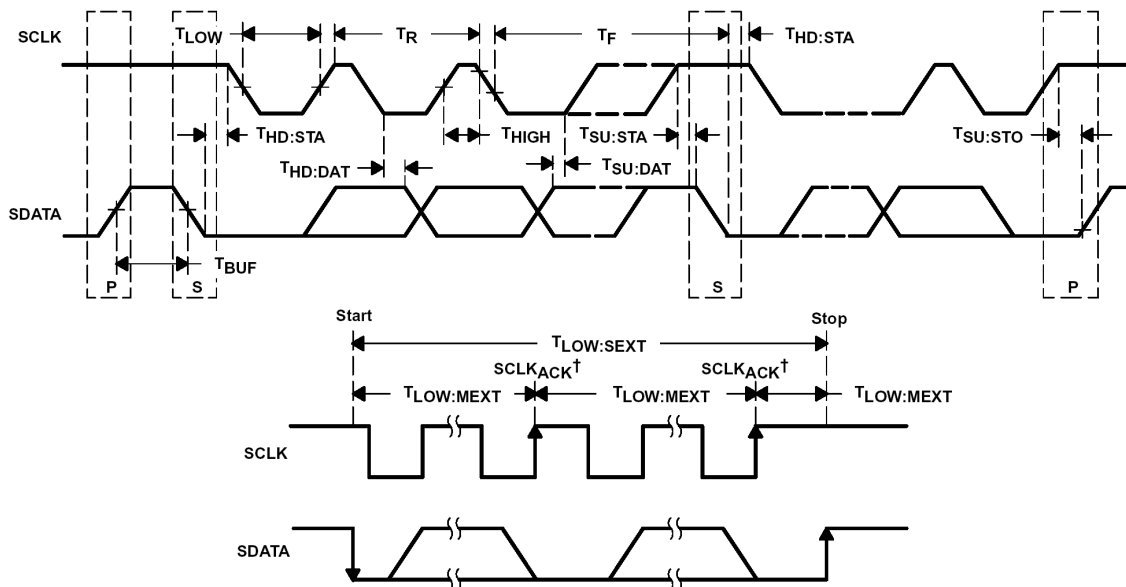 SCLK
TLOW
TR
TF
THD:STA
THD:STA
THIGH
TSU:STA
TSU:STO
THD:DAT
TSU:DAT
SDATA
TBUF
P
S
S
P
Start
Stop
TLOW:SEXT
SCLKACK†
SCLKACK†
TLOW:MEXT
TLOW:MEXT
TLOW:MEXT
SCLK
SDATA